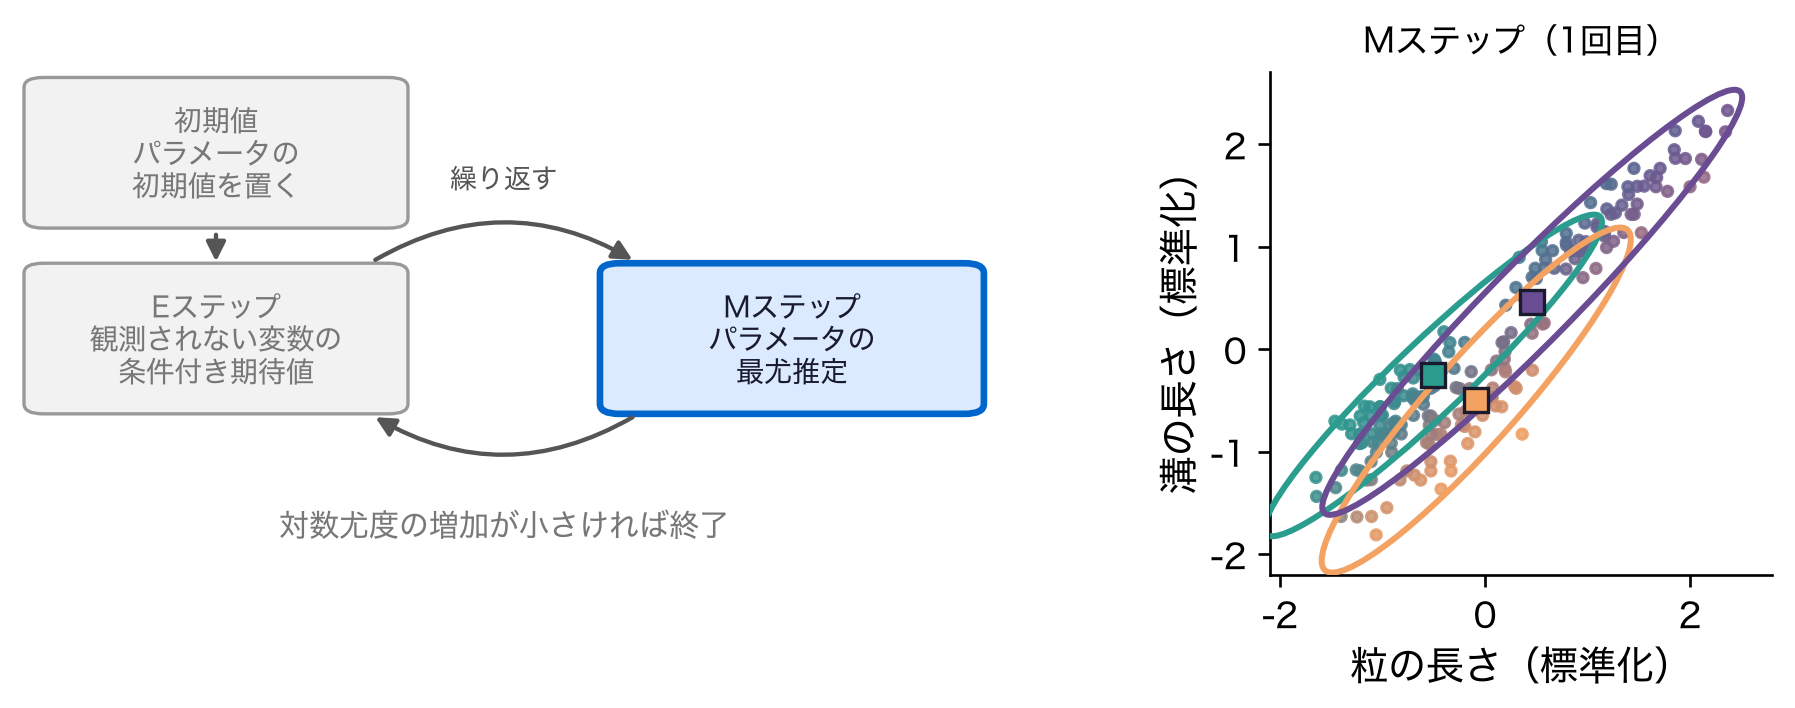 初期値
パラメータの
初期値を置く
繰り返す
Eステップ
観測されない変数の
条件付き期待値
Mステップ
パラメータの
最尤推定
対数尤度の増加が小さければ終了
Mステップ（1回目）
溝の長さ（標準化）
2
1
0
-1
-2
-2
0
2
粒の長さ（標準化）